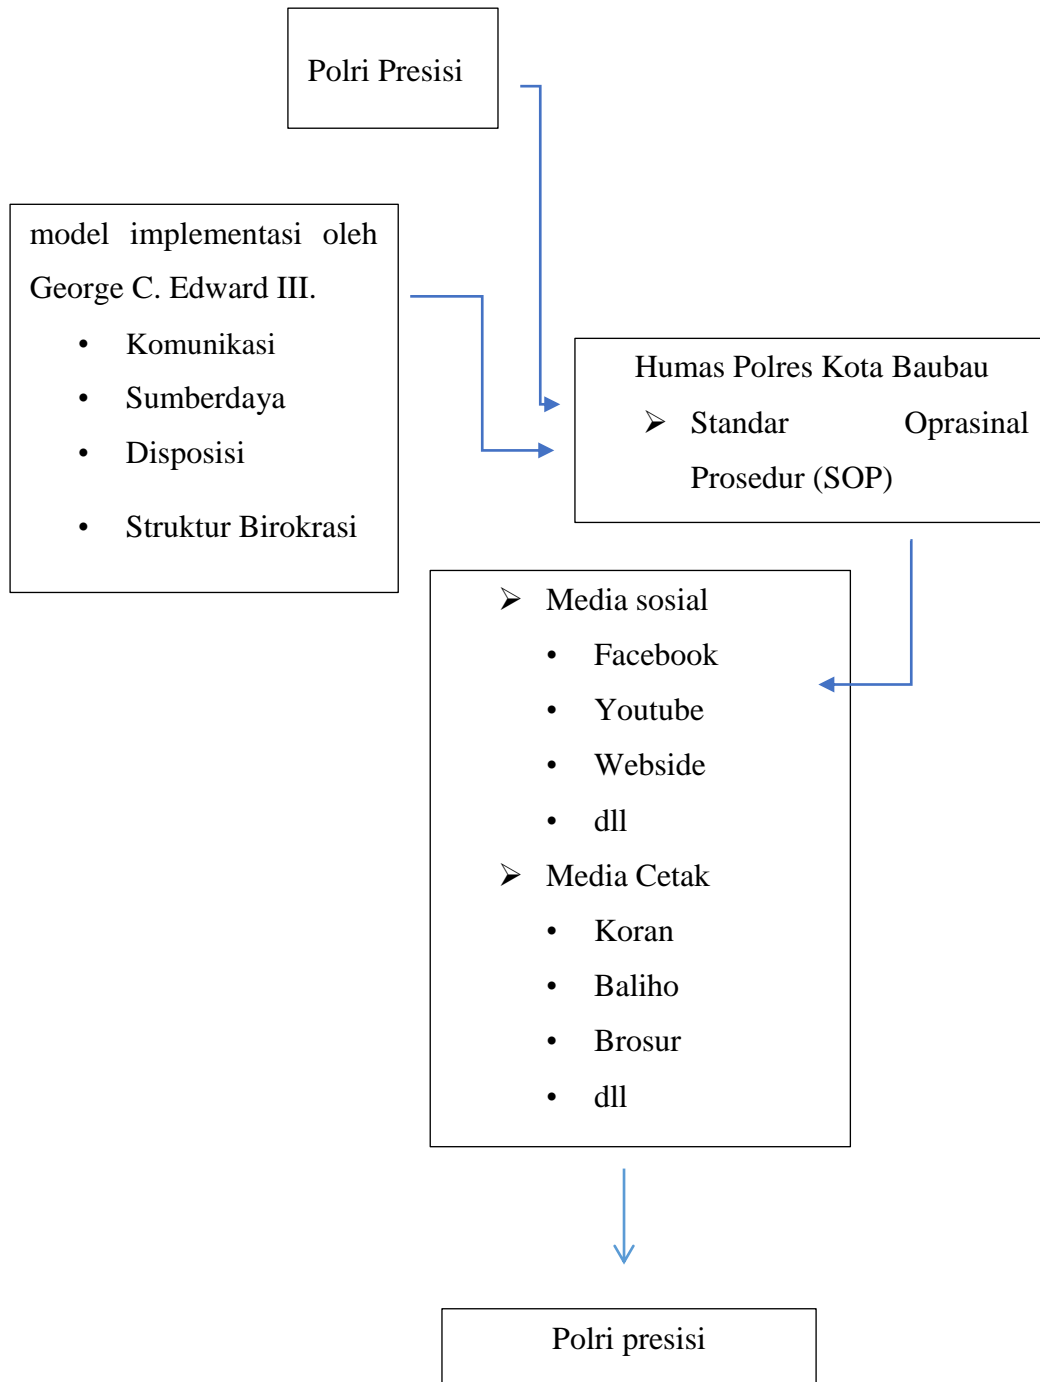 Polri Presisi
model implementasi oleh
George C. Edward III.
• Komunikasi
• Sumberdaya
• Disposisi
• Struktur Birokrasi
Humas Polres Kota Baubau
➢ Standar Oprasinal
Prosedur (SOP)
➢ Media sosial
• Facebook
• Youtube
• Webside
• dll
➢ Media Cetak
• Koran
• Baliho
• Brosur
• dll
Polri presisi